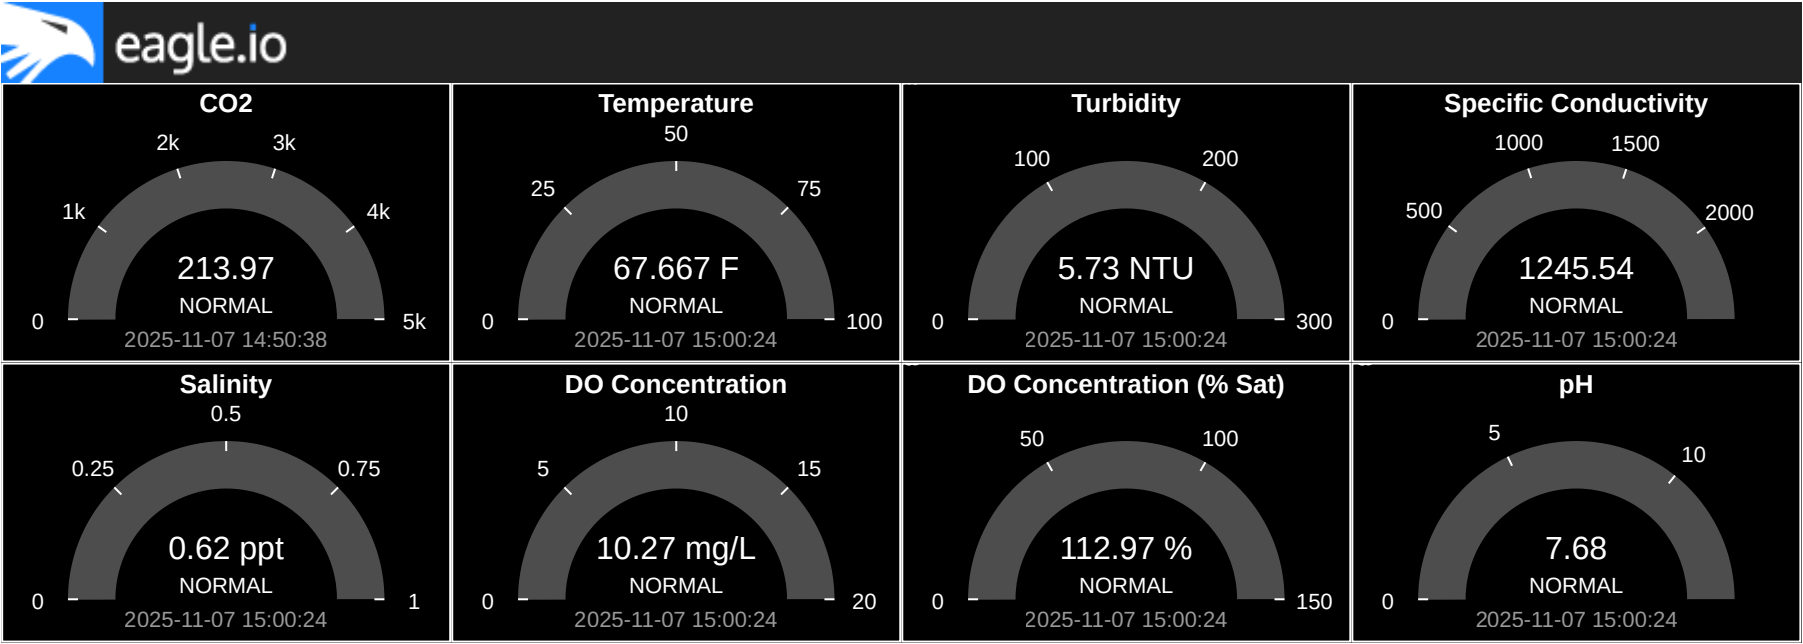 eagle.io
CO2
2k
3k
1k
4k
213.97
NORMAL
0
5k
2025-11-07 14:50:38
Temperature
50
25
75
67.667 F
NORMAL
0
100
2025-11-07 15:00:24
Turbidity
100
200
5.73 NTU
NORMAL
0
300
2025-11-07 15:00:24
Specific Conductivity
1000
1500
500
2000
1245.54
NORMAL
0
2025-11-07 15:00:24
Salinity
0.5
0.25
0.75
0.62 ppt
NORMAL
0
1
2025-11-07 15:00:24
DO Concentration
10
5
15
10.27 mg/L
NORMAL
0
20
2025-11-07 15:00:24
DO Concentration (% Sat)
50
100
112.97 %
NORMAL
0
150
2025-11-07 15:00:24
pH
5
10
7.68
NORMAL
0
2025-11-07 15:00:24